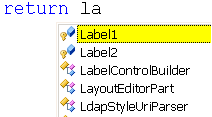 return la
Label1
Label2
LabelControlBuilder
LayoutEditorPart
LdapStyleUriParser